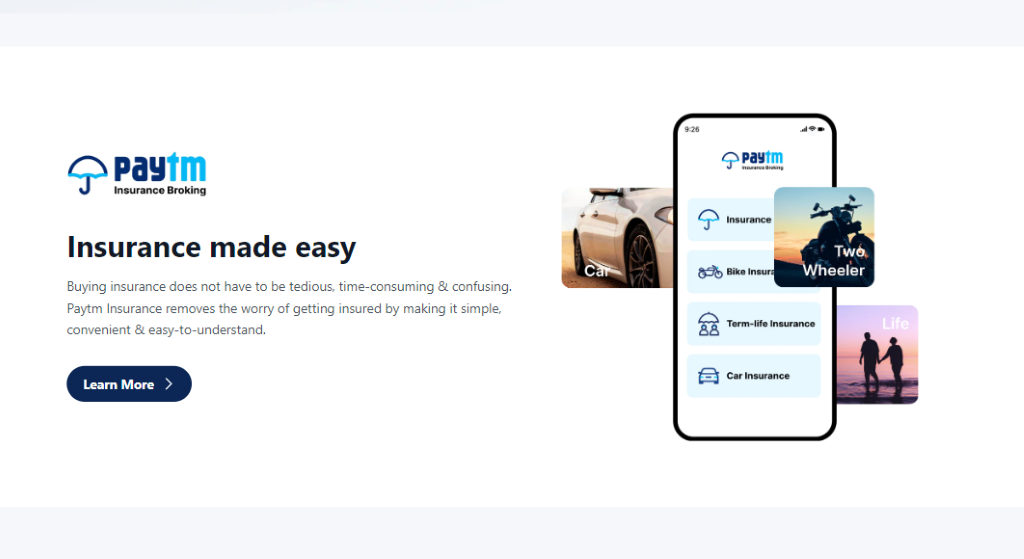 paytm
Insurance Broking
Insurance made easy
Buying insurance does not have to be tedious, time-consuming & confusing.
Paytm Insurance removes the worry of getting insured by making it simple,
convenient & easy-to-understand.
Learn More
9:26
paytm
Insurance Broking
Insurance
Car
Two
Wheeler
Bike Insura
Life
Term-life Insurance
Car Insurance